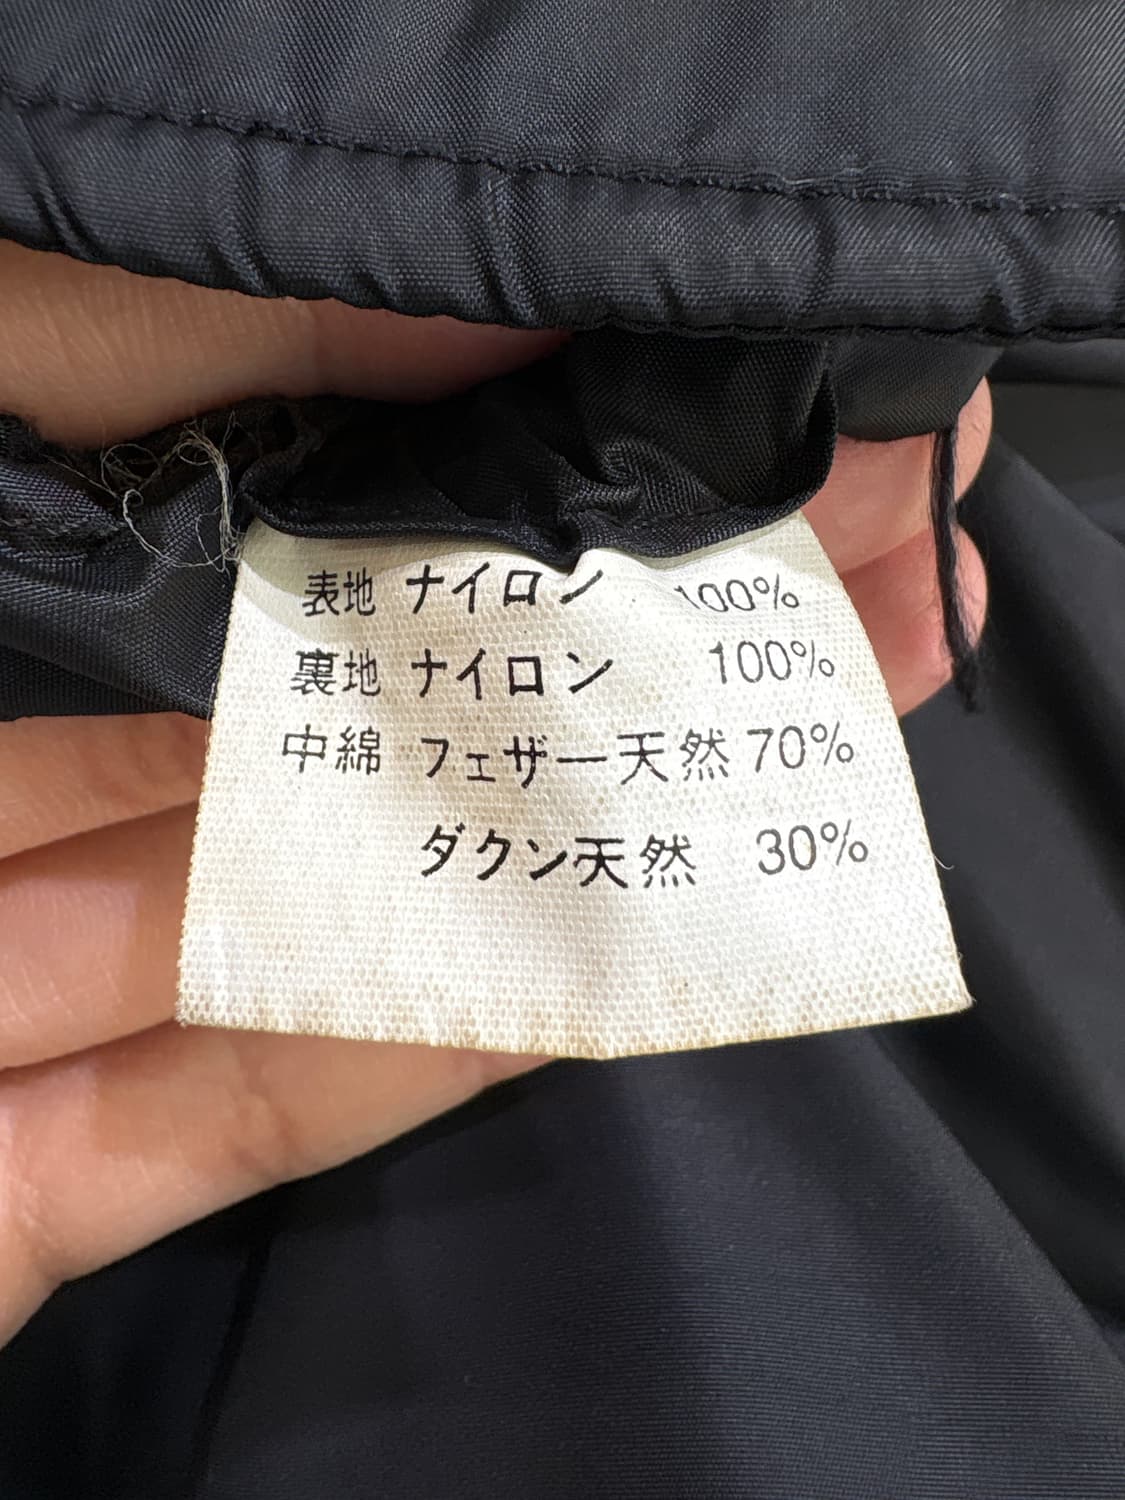 表地 ナイロン 100%
裏地 ナイロン 100%
中綿 フェザー天然 70%
ダクン天然 30%